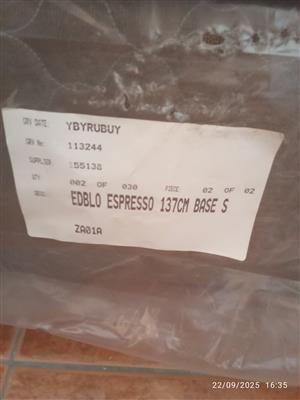 GRV DATE: YBYRUBUY
GRV No: 113244
SUPPLIER 155138
QTY 002 OF 030 PIECE 02 OF 02
DESC: EDBLO ESPRESSO 137CM BASE S
ZA01A
22/09/2025 16:35